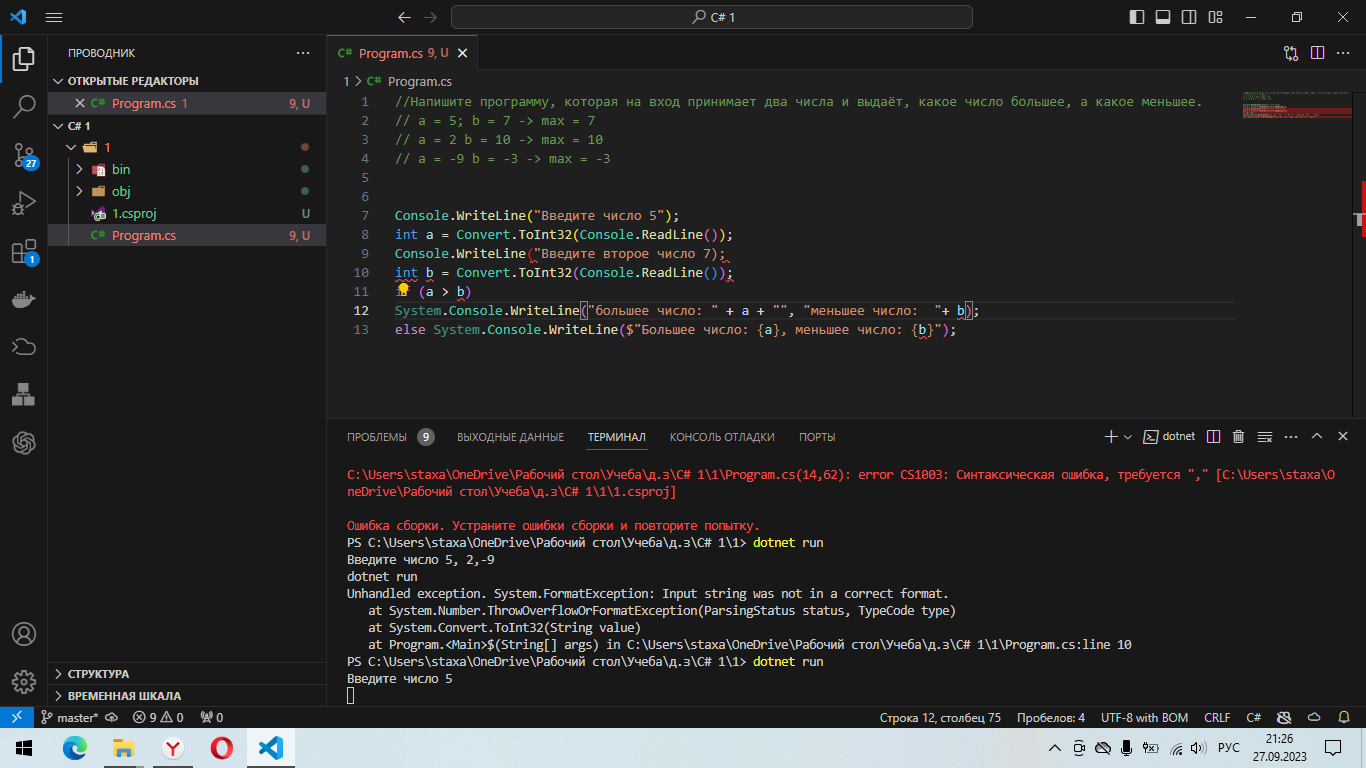 C# 1
ПРОВОДНИК
ОТКРЫТЫЕ РЕДАКТОРЫ
C# Program.cs 1 9, U
C# 1
1
bin
obj
1.csproj U
C# Program.cs 9, U
СТРУКТУРА
ВРЕМЕННАЯ ШКАЛА
27
1
C# Program.cs 9, U
1 > C# Program.cs
1 //Напишите программу, которая на вход принимает два числа и выдаёт, какое число большее, а какое меньшее.
2 // a = 5; b = 7 -> max = 7
3 // a = 2 b = 10 -> max = 10
4 // a = -9 b = -3 -> max = -3
5
6
7 Console.WriteLine("Введите число 5");
8 int a = Convert.ToInt32(Console.ReadLine());
9 Console.WriteLine("Введите второе число 7);
10 int b = Convert.ToInt32(Console.ReadLine());
11 if (a > b)
12 System.Console.WriteLine("большее число: " + a + "", "меньшее число:  "+ b);
13 else System.Console.WriteLine($"Большее число: {a}, меньшее число: {b}");
ПРОБЛЕМЫ 9 ВЫХОДНЫЕ ДАННЫЕ ТЕРМИНАЛ КОНСОЛЬ ОТЛАДКИ ПОРТЫ dotnet
C:\Users\staxa\OneDrive\Рабочий стол\Учеба\д.з\C# 1\1\Program.cs(14,62): error CS1003: Синтаксическая ошибка, требуется "," [C:\Users\staxa\O
neDrive\Рабочий стол\Учеба\д.з\C# 1\1\1.csproj]
Ошибка сборки. Устраните ошибки сборки и повторите попытку.
PS C:\Users\staxa\OneDrive\Рабочий стол\Учеба\д.з\C# 1\1> dotnet run
Введите число 5, 2,-9
dotnet run
Unhandled exception. System.FormatException: Input string was not in a correct format.
   at System.Number.ThrowOverflowOrFormatException(ParsingStatus status, TypeCode type)
   at System.Convert.ToInt32(String value)
   at Program.<Main>$(String[] args) in C:\Users\staxa\OneDrive\Рабочий стол\Учеба\д.з\C# 1\1\Program.cs:line 10
PS C:\Users\staxa\OneDrive\Рабочий стол\Учеба\д.з\C# 1\1> dotnet run
Введите число 5
master* 9 0 0 Строка 12, столбец 75 Пробелов: 4 UTF-8 with BOM CRLF C#
РУС 21:26
27.09.2023